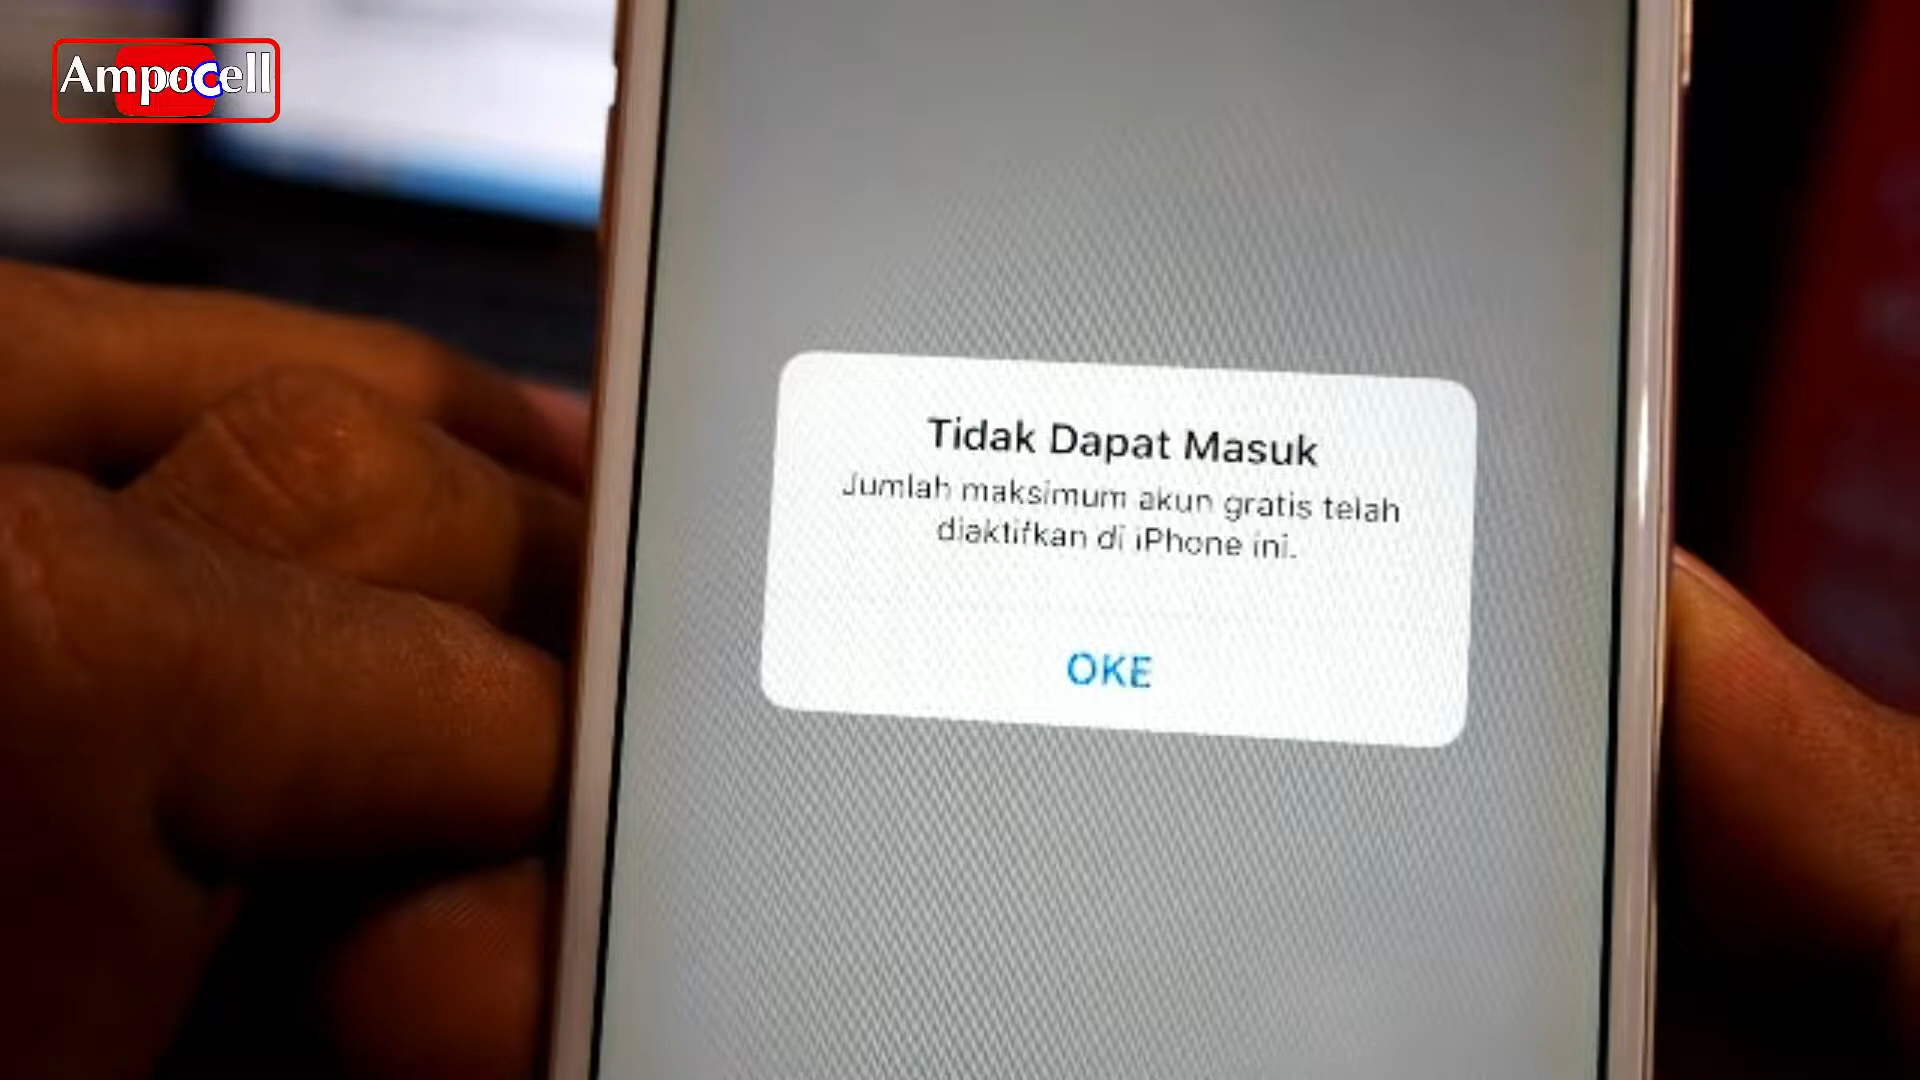 Ampocell
Tidak Dapat Masuk
Jumlah maksimum akun gratis telah
diaktifkan di iPhone ini.
OKE